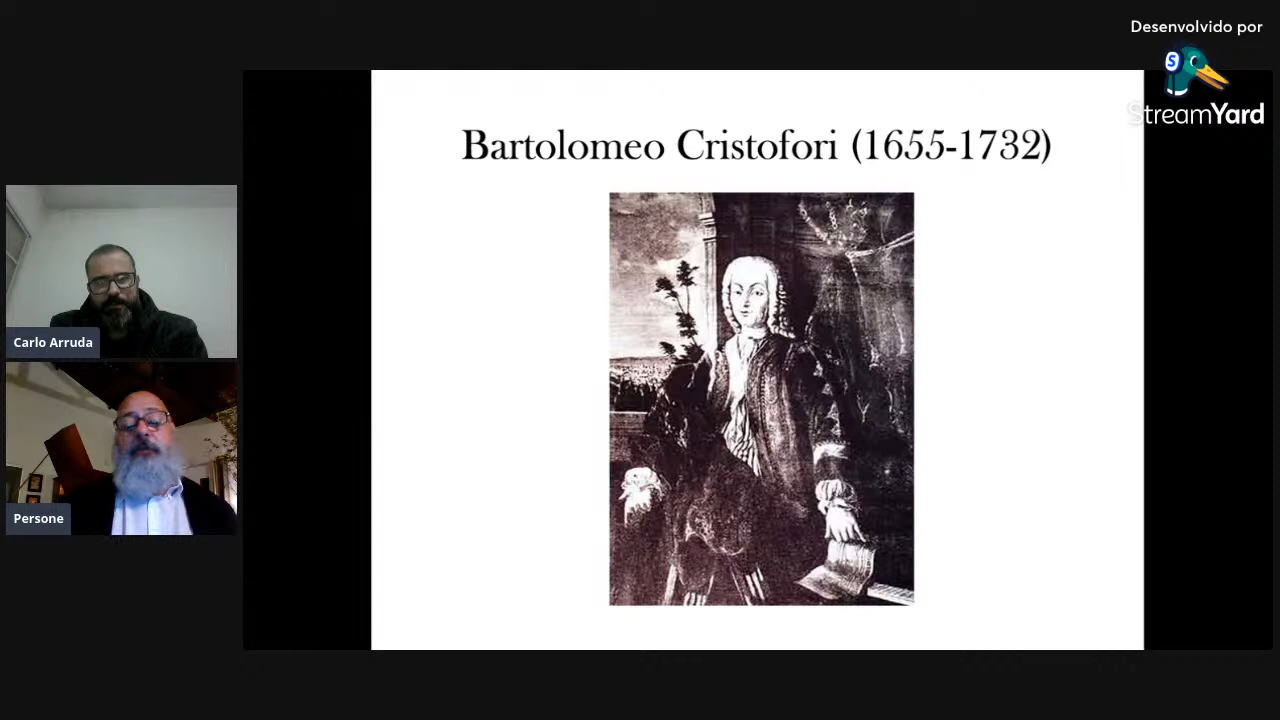 Desenvolvido por
StreamYard
Bartolomeo Cristofori (1655-1732)
Carlo Arruda
Persone